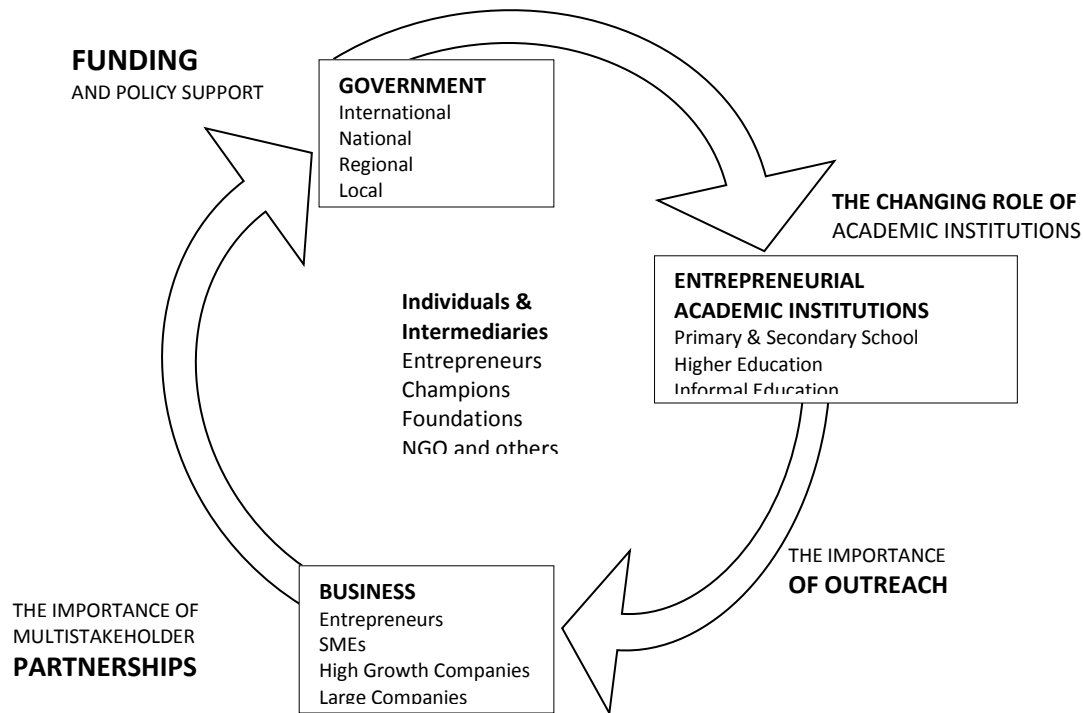 FUNDING
AND POLICY SUPPORT
GOVERNMENT
International
National
Regional
Local
THE CHANGING ROLE OF
ACADEMIC INSTITUTIONS
ENTREPRENEURIAL
ACADEMIC INSTITUTIONS
Primary & Secondary School
Higher Education
Informal Education
Individuals &
Intermediaries
Entrepreneurs
Champions
Foundations
NGO and others
THE IMPORTANCE
OF OUTREACH
BUSINESS
Entrepreneurs
SMEs
High Growth Companies
Large Companies
THE IMPORTANCE OF
MULTISTAKEHOLDER
PARTNERSHIPS